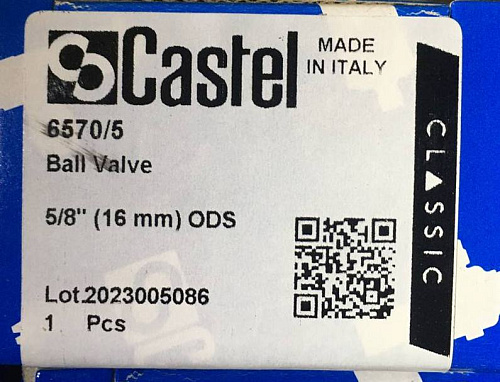 Castel
MADE
IN ITALY
6570/5
Ball Valve
5/8" (16 mm) ODS
Lot.2023005086
1 Pcs
CLASSIC